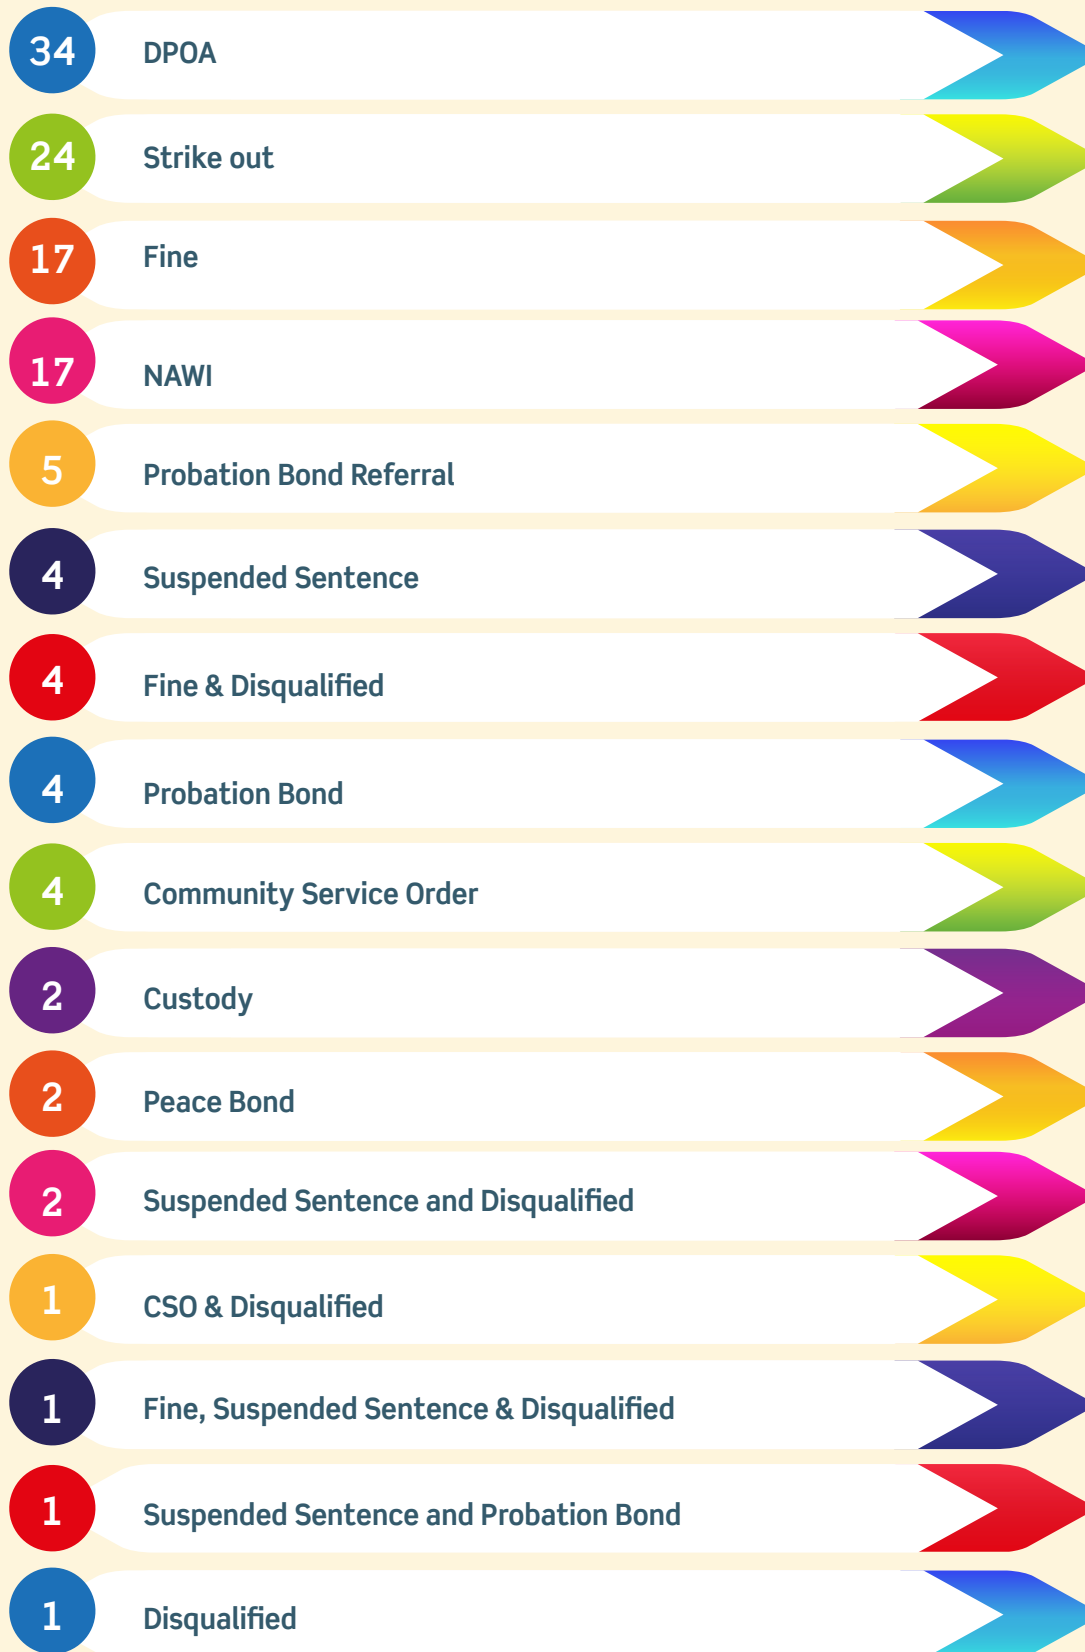 34 DPOA
24 Strike out
17 Fine
17 NAWI
5 Probation Bond Referral
4 Suspended Sentence
4 Fine & Disqualified
4 Probation Bond
4 Community Service Order
2 Custody
2 Peace Bond
2 Suspended Sentence and Disqualified
1 CSO & Disqualified
1 Fine, Suspended Sentence & Disqualified
1 Suspended Sentence and Probation Bond
1 Disqualified